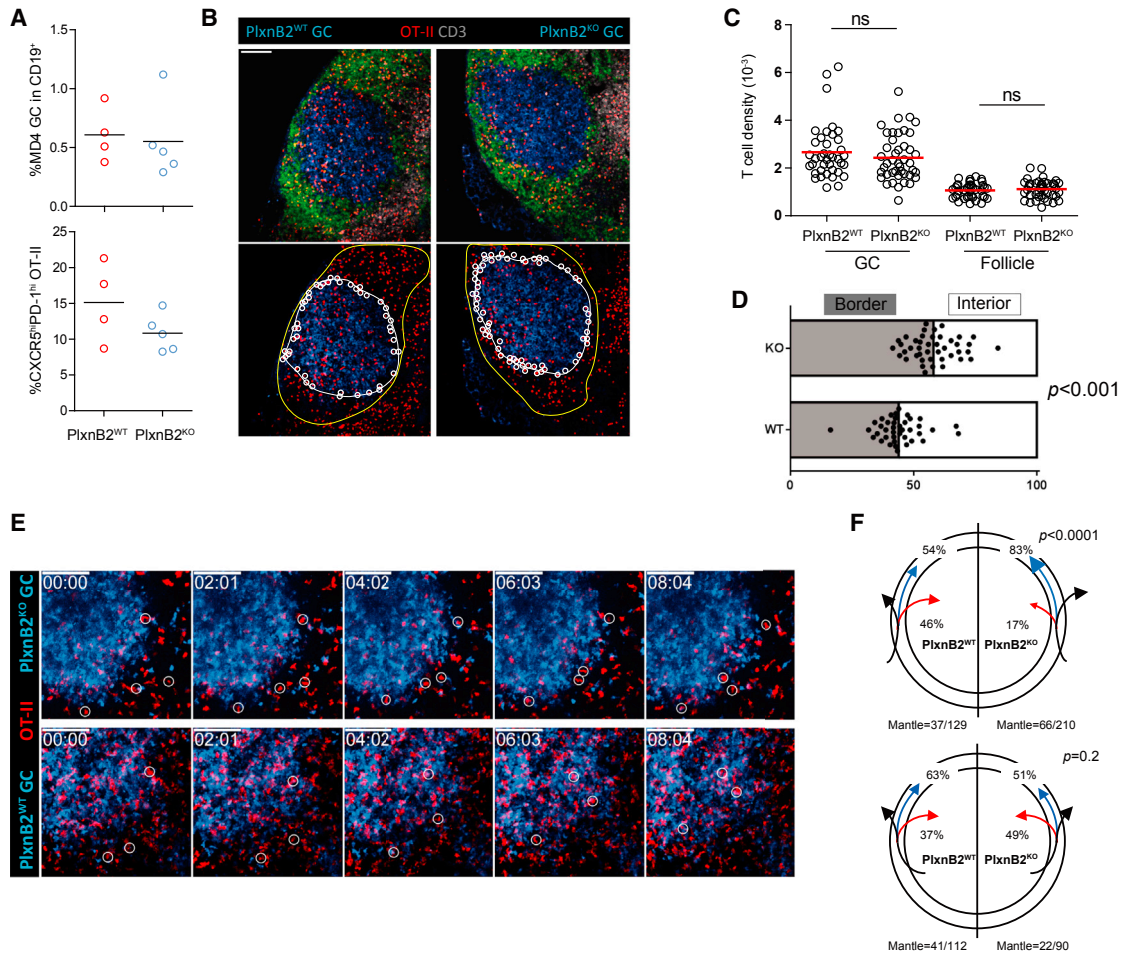 A
%MD4 GC in CD19⁺
1.5
1.0
0.5
0.0
%CXCR5ʰⁱPD-1ʰⁱ OT-II
25
20
15
10
5
0
PlxnB2ᵂᵀ PlxnB2ᴷᴼ
B
PlxnB2ᵂᵀ GC OT-II CD3 PlxnB2ᴷᴼ GC
C
T cell density (10⁻³)
8
6
4
2
0
ns
ns
PlxnB2ᵂᵀ PlxnB2ᴷᴼ PlxnB2ᵂᵀ PlxnB2ᴷᴼ
GC Follicle
D
Border Interior
KO
WT
p<0.001
0 50 100
E
PlxnB2ᴷᴼ GC
OT-II
PlxnB2ᵂᵀ GC
00:00 02:01 04:02 06:03 08:04
00:00 02:01 04:02 06:03 08:04
F
p<0.0001
54% 83%
46% 17%
PlxnB2ᵂᵀ PlxnB2ᴷᴼ
Mantle=37/129 Mantle=66/210
p=0.2
63% 51%
37% 49%
PlxnB2ᵂᵀ PlxnB2ᴷᴼ
Mantle=41/112 Mantle=22/90